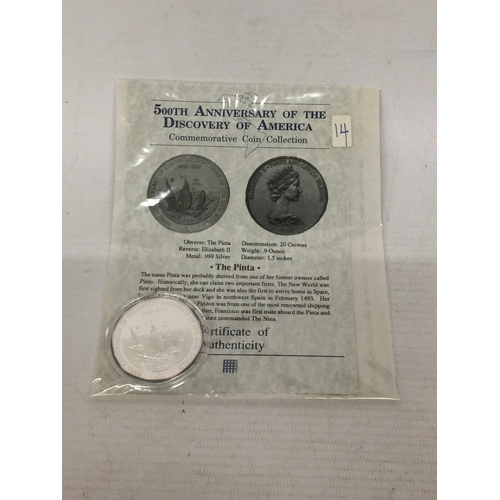 500TH ANNIVERSARY OF THE
DISCOVERY OF AMERICA
Commemorative Coin Collection
14
Obverse: The Pinta
Reverse: Elizabeth II
Metal: .999 Silver
Denomination: 20 Crowns
Weight: .9 Ounce
Diameter: 1.5 inches
• The Pinta •
The name Pinta was probably derived from one of her former owners called
Pinto. Historically, she can claim two important firsts. The New World was
first sighted from her deck and she was also the first to arrive home in Spain,
near Vigo in northwest Spain in February 1493. Her
Pinzon was from one of the most renowned shipping
ther, Francisco was first mate aboard the Pinta and
commanded The Nina.
ertificate of
uthenticity